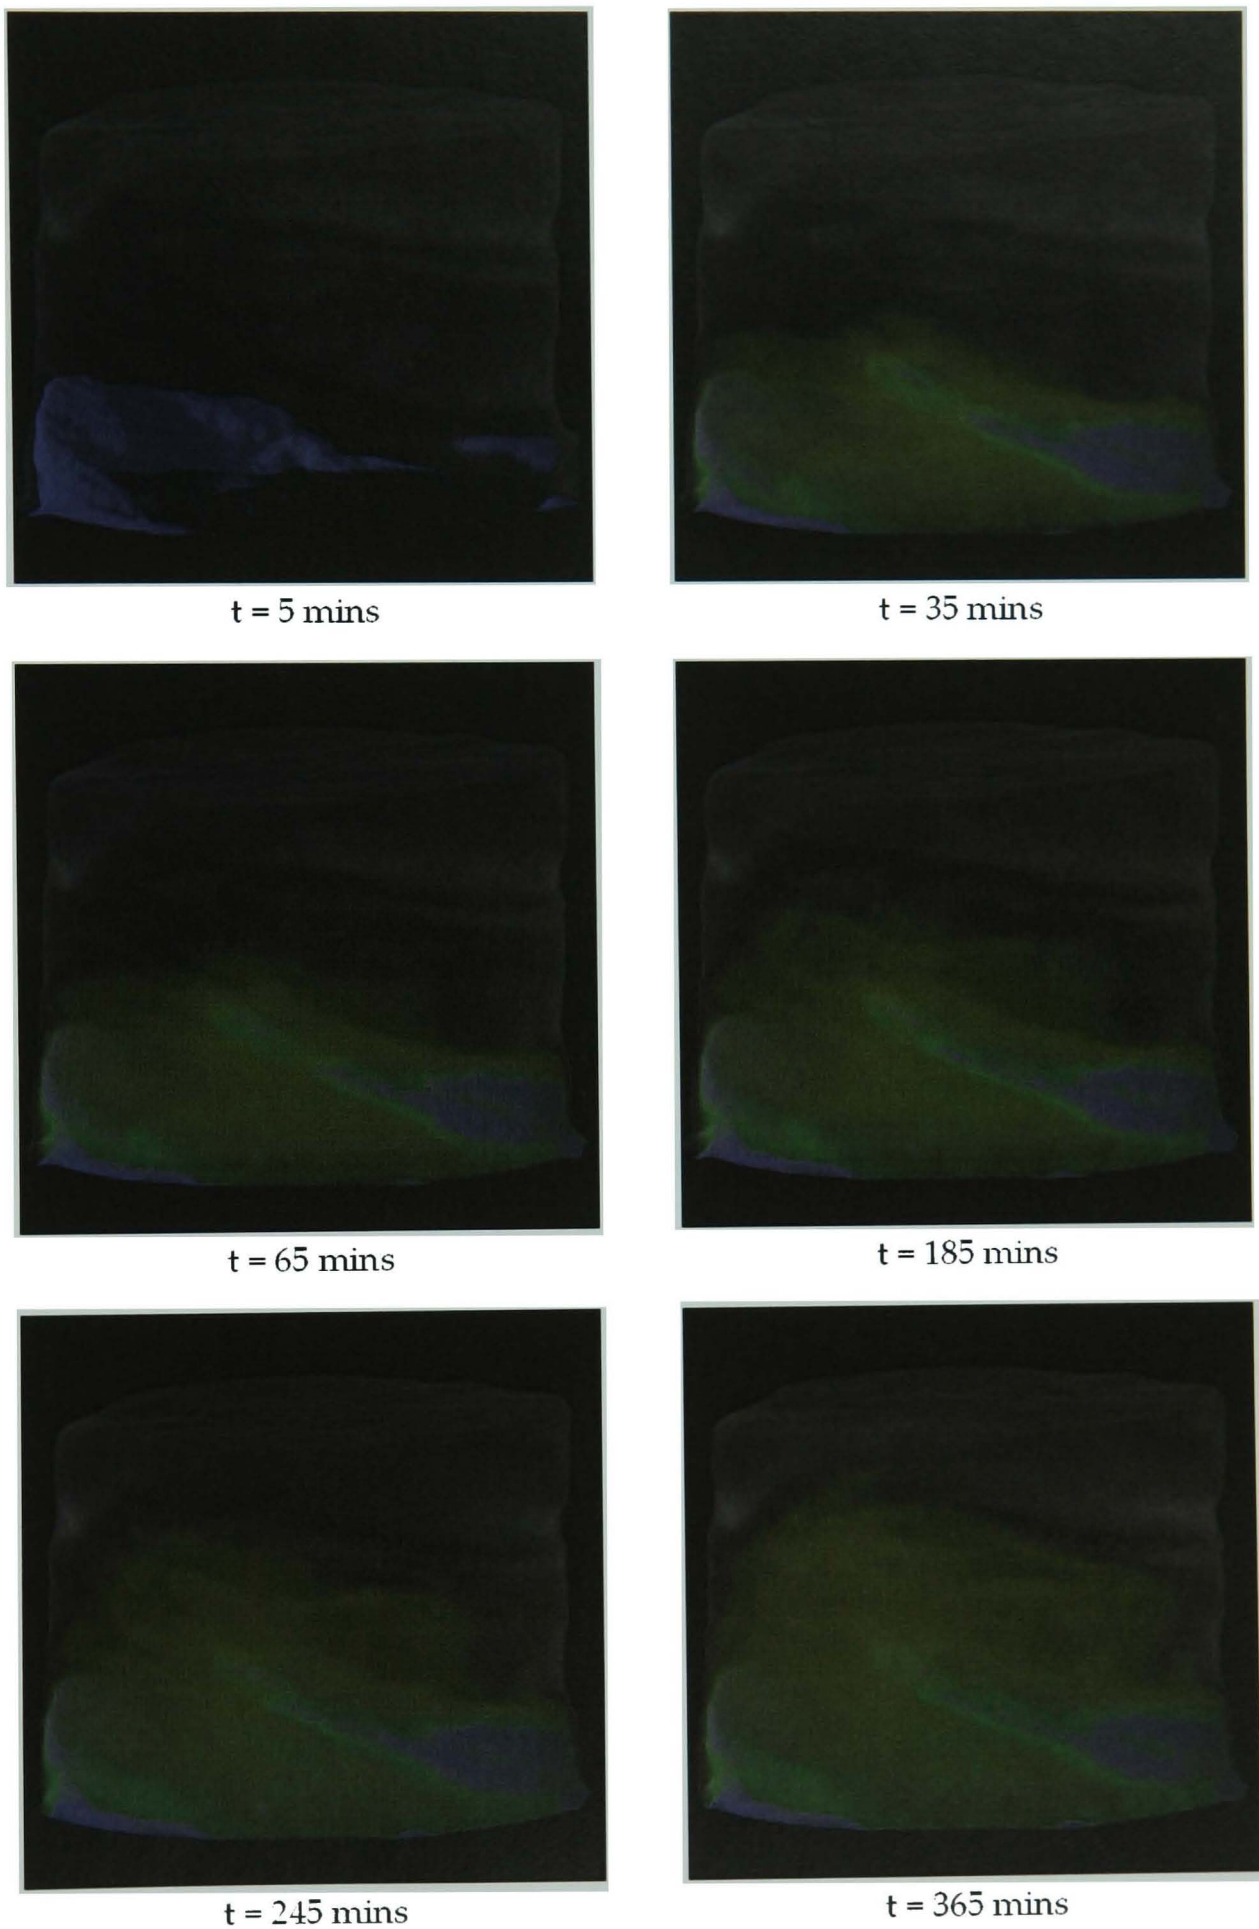 t = 5 mins
t = 35 mins
t = 65 mins
t = 185 mins
t = 245 mins
t = 365 mins